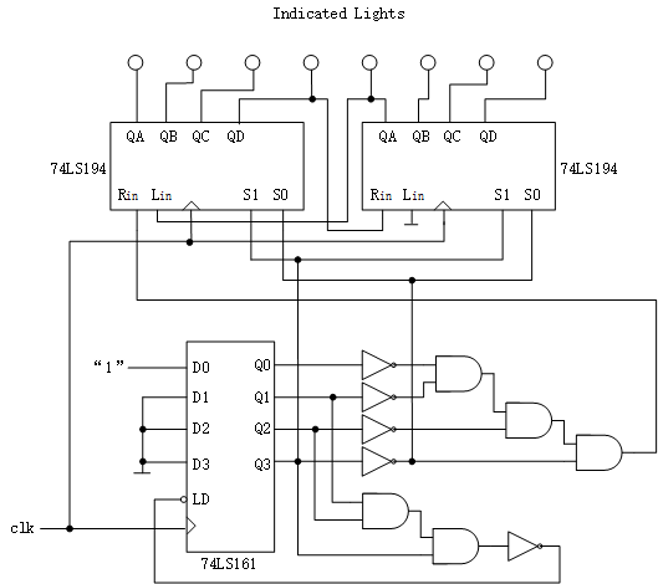 Indicated Lights
QA QB QC QD
QA QB QC QD
74LS194
74LS194
Rin Lin S1 S0
Rin Lin S1 S0
"1"
D0 Q0
D1 Q1
D2 Q2
D3 Q3
LD
clk
74LS161